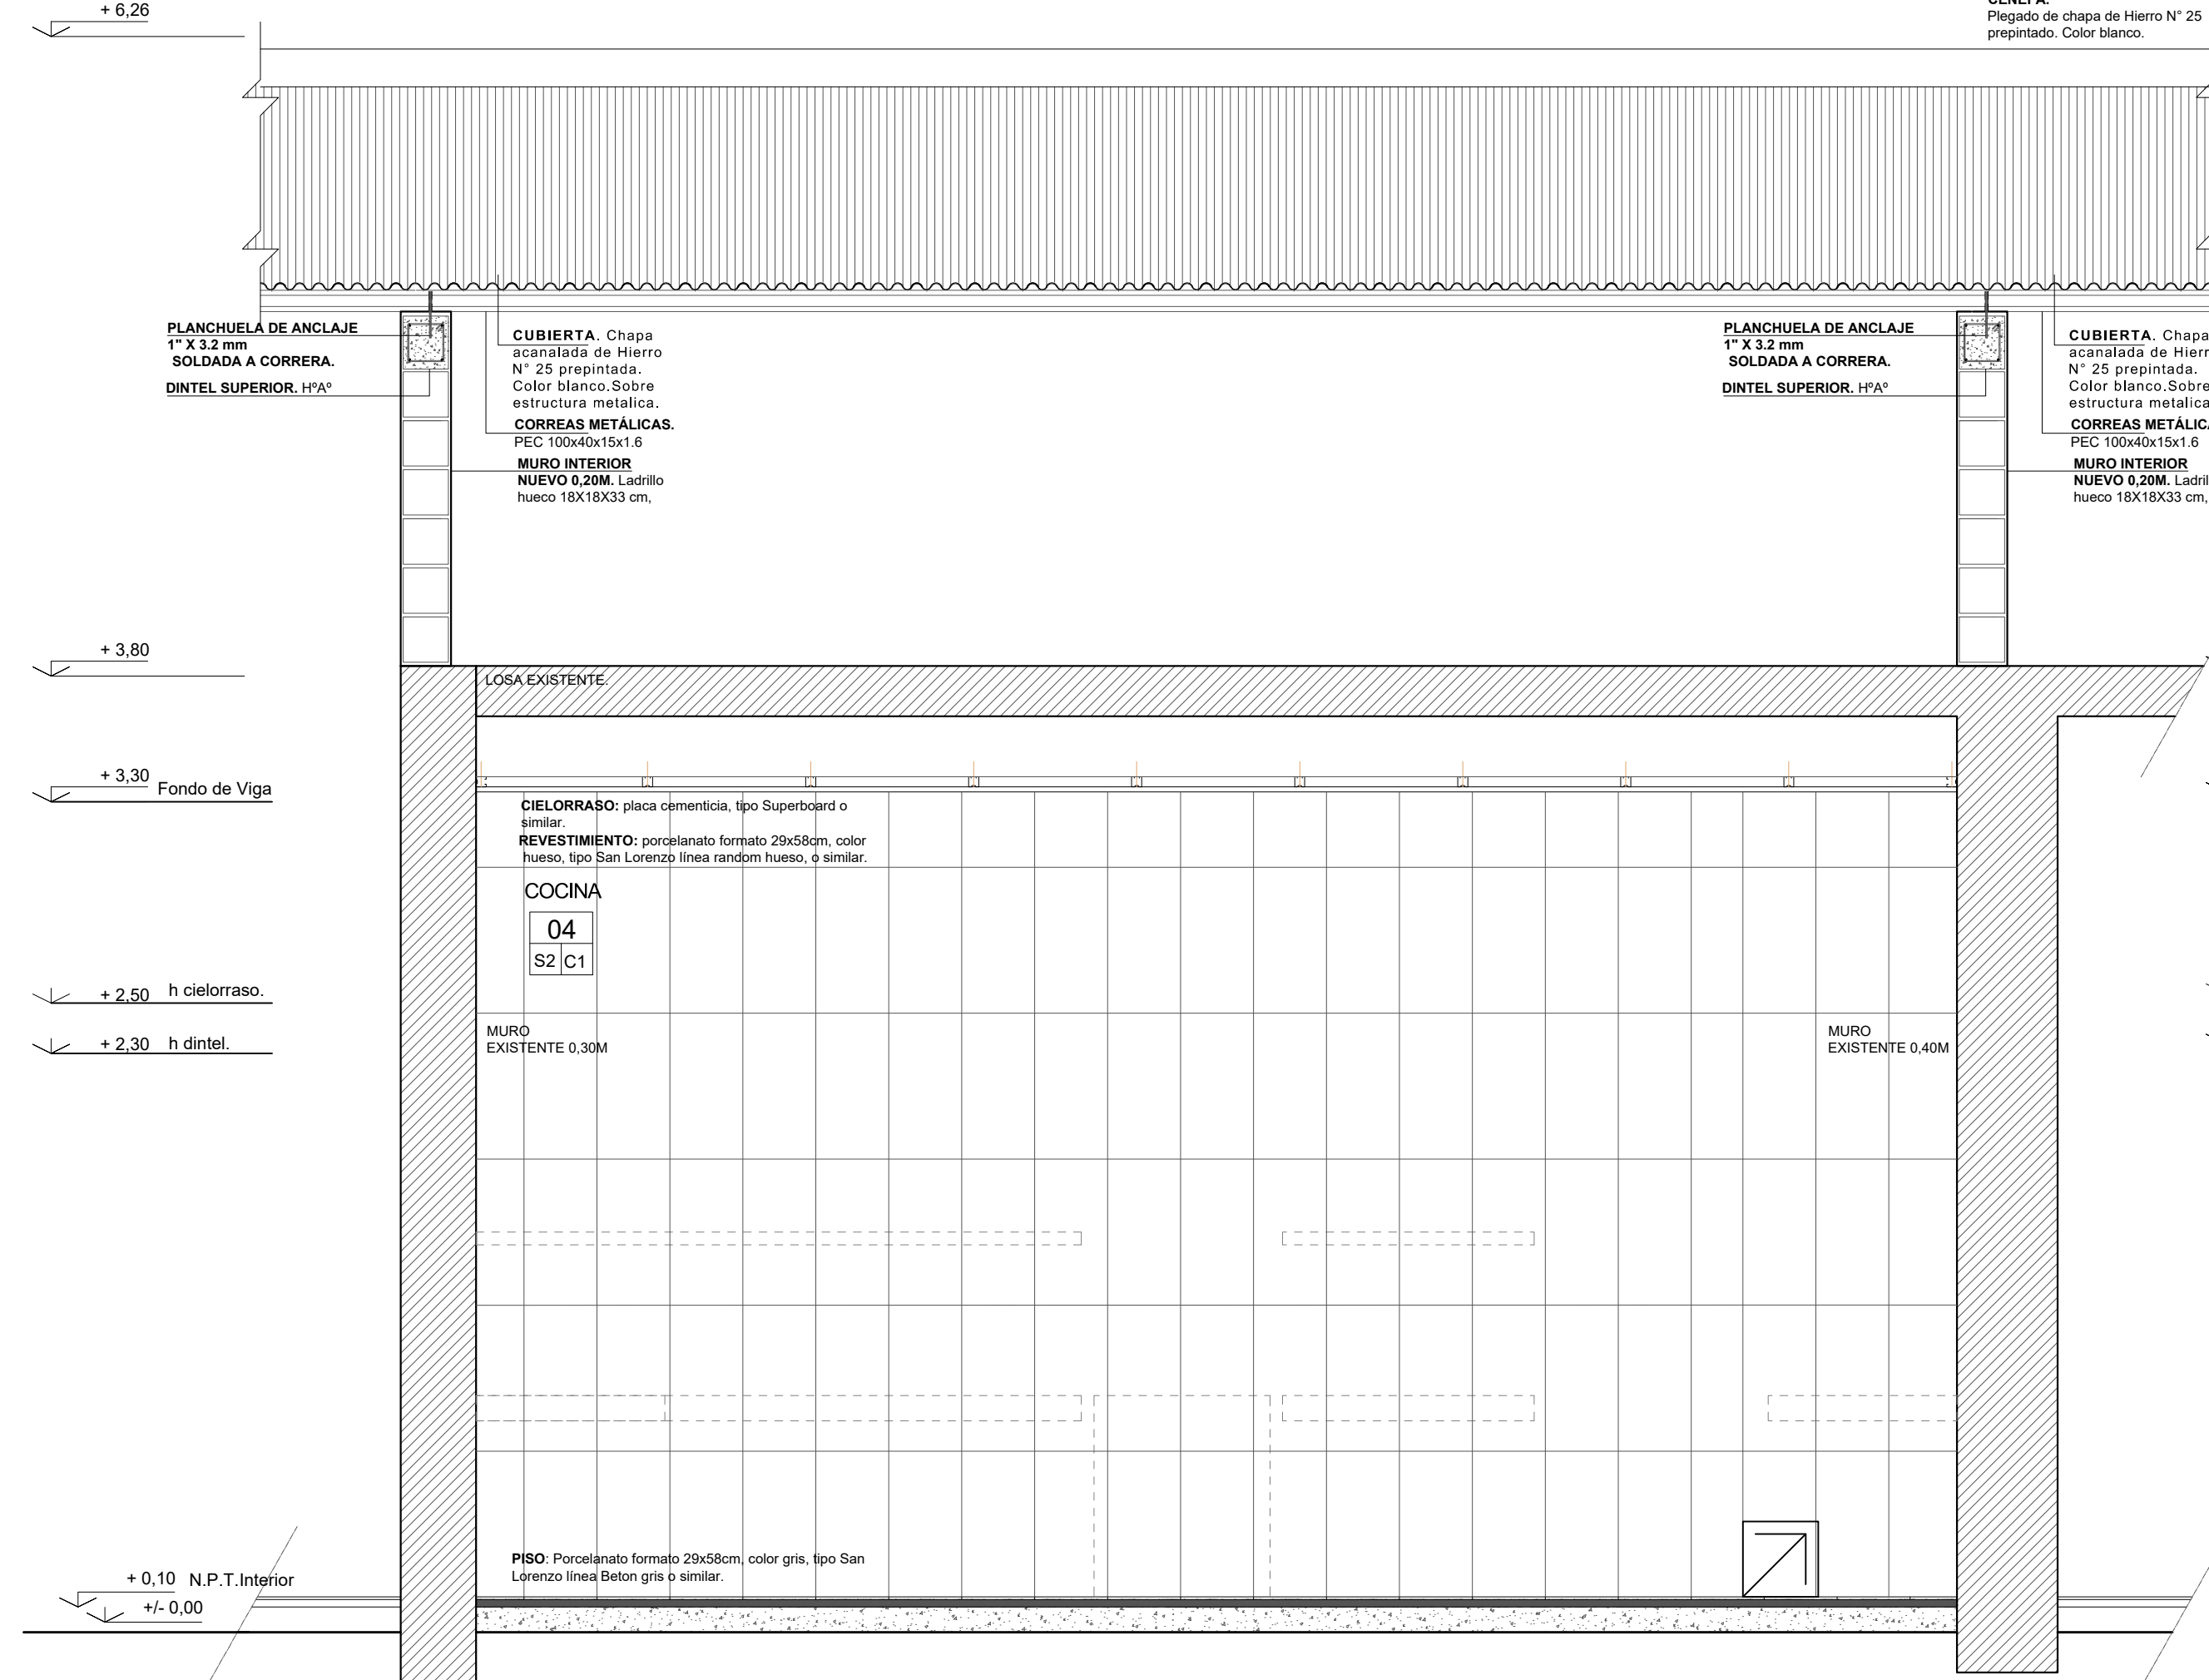 + 6,26
Plegado de chapa de Hierro N° 25
prepintado. Color blanco.
PLANCHUELA DE ANCLAJE
1" X 3.2 mm
SOLDADA A CORRERA.
DINTEL SUPERIOR. HºAº
CUBIERTA. Chapa
acanalada de Hierro
N° 25 prepintada.
Color blanco.Sobre
estructura metalica.
CORREAS METÁLICAS.
PEC 100x40x15x1.6
MURO INTERIOR
NUEVO 0,20M. Ladrillo
hueco 18X18X33 cm,
PLANCHUELA DE ANCLAJE
1" X 3.2 mm
SOLDADA A CORRERA.
DINTEL SUPERIOR. HºAº
CUBIERTA. Chapa
acanalada de Hierr
N° 25 prepintada.
Color blanco.Sobre
estructura metalica
CORREAS METÁLIC
PEC 100x40x15x1.6
MURO INTERIOR
NUEVO 0,20M. Ladril
hueco 18X18X33 cm,
+ 3,80
LOSA EXISTENTE.
+ 3,30 Fondo de Viga
CIELORRASO: placa cementicia, tipo Superboard o
similar.
REVESTIMIENTO: porcelanato formato 29x58cm, color
hueso, tipo San Lorenzo línea random hueso, o similar.
COCINA
04
S2 C1
+ 2,50 h cielorraso.
+ 2,30 h dintel.
MURO
EXISTENTE 0,30M
MURO
EXISTENTE 0,40M
PISO: Porcelanato formato 29x58cm, color gris, tipo San
Lorenzo línea Beton gris o similar.
+ 0,10 N.P.T.Interior
+/- 0,00